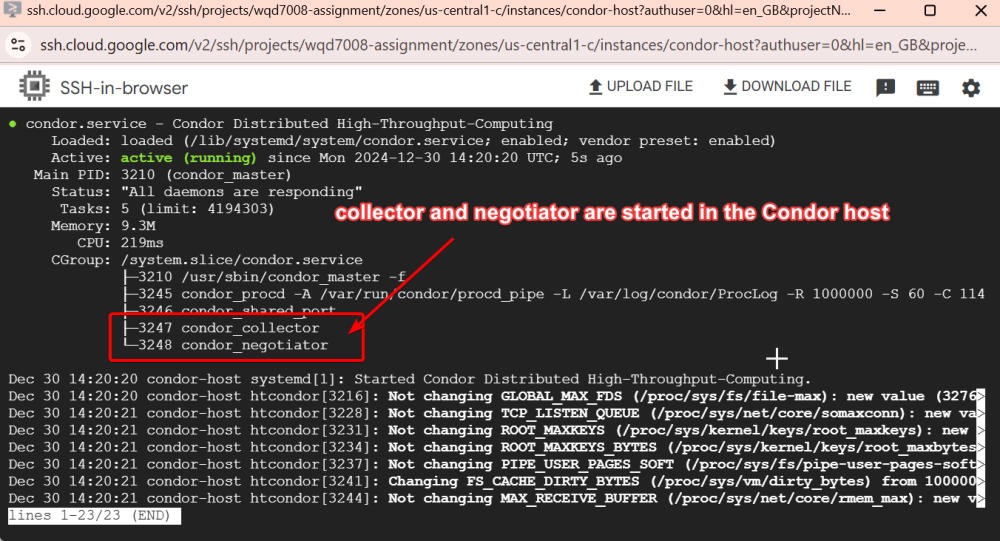 ssh.cloud.google.com/v2/ssh/projects/wqd7008-assignment/zones/us-central1-c/instances/condor-host?authuser=0&hl=en_GB&projectN...
ssh.cloud.google.com/v2/ssh/projects/wqd7008-assignment/zones/us-central1-c/instances/condor-host?authuser=0&hl=en_GB&proje...
SSH-in-browser
UPLOAD FILE
DOWNLOAD FILE
● condor.service - Condor Distributed High-Throughput-Computing
Loaded: loaded (/lib/systemd/system/condor.service; enabled; vendor preset: enabled)
Active: active (running) since Mon 2024-12-30 14:20:20 UTC; 5s ago
Main PID: 3210 (condor_master)
Status: "All daemons are responding"
Tasks: 5 (limit: 4194303)
collector and negotiator are started in the Condor host
Memory: 9.3M
CPU: 219ms
CGroup: /system.slice/condor.service
├─3210 /usr/sbin/condor_master -f
├─3245 condor_procd -A /var/run/condor/procd_pipe -L /var/log/condor/ProcLog -R 1000000 -S 60 -C 114
├─3246 condor_shared_port
├─3247 condor_collector
└─3248 condor_negotiator
Dec 30 14:20:20 condor-host systemd[1]: Started Condor Distributed High-Throughput-Computing.
Dec 30 14:20:20 condor-host htcondor[3216]: Not changing GLOBAL_MAX_FDS (/proc/sys/fs/file-max): new value (3276>
Dec 30 14:20:21 condor-host htcondor[3228]: Not changing TCP_LISTEN_QUEUE (/proc/sys/net/core/somaxconn): new va>
Dec 30 14:20:21 condor-host htcondor[3231]: Not changing ROOT_MAXKEYS (/proc/sys/kernel/keys/root_maxkeys): new >
Dec 30 14:20:21 condor-host htcondor[3234]: Not changing ROOT_MAXKEYS_BYTES (/proc/sys/kernel/keys/root_maxbytes>
Dec 30 14:20:21 condor-host htcondor[3237]: Not changing PIPE_USER_PAGES_SOFT (/proc/sys/fs/pipe-user-pages-soft>
Dec 30 14:20:21 condor-host htcondor[3241]: Changing FS_CACHE_DIRTY_BYTES (/proc/sys/vm/dirty_bytes) from 100000>
Dec 30 14:20:21 condor-host htcondor[3244]: Not changing MAX_RECEIVE_BUFFER (/proc/sys/net/core/rmem_max): new v>
lines 1-23/23 (END)